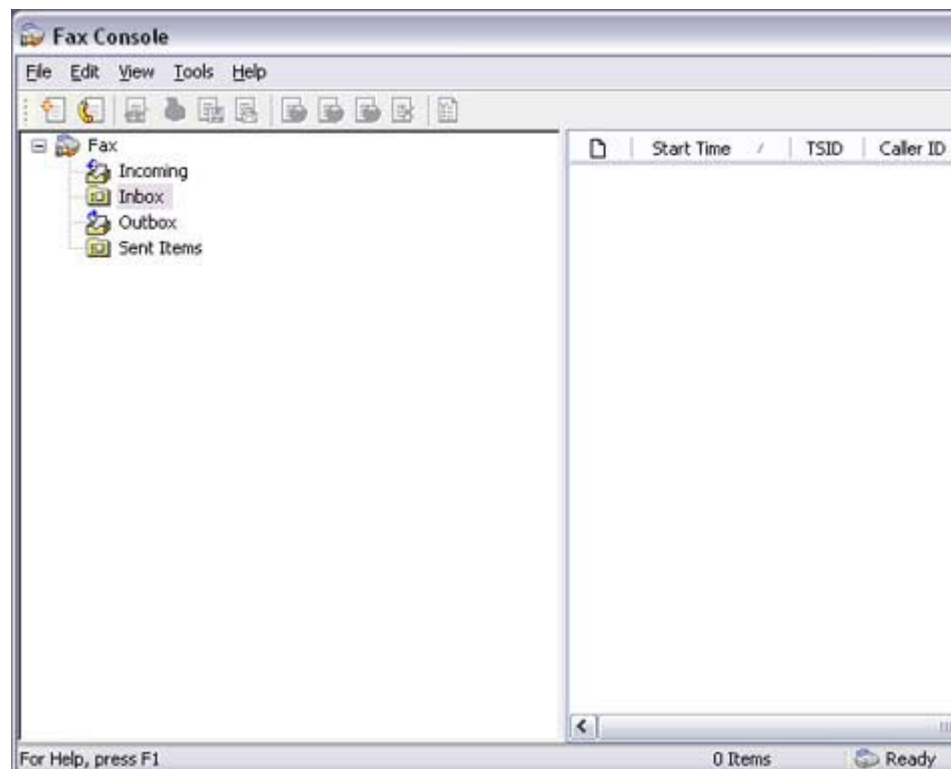 Fax Console
File Edit View Tools Help
Fax
Incoming
Inbox
Outbox
Sent Items
Start Time TSID Caller ID
For Help, press F1 0 Items Ready